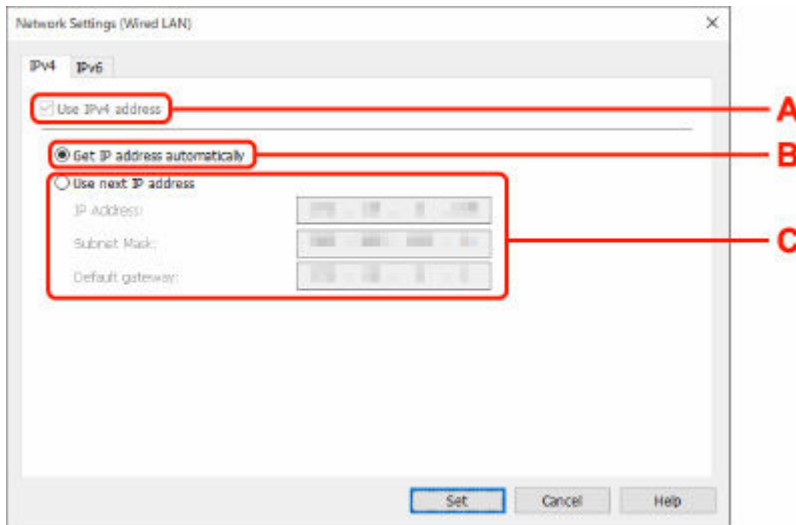 Network Settings (Wired LAN)
IPv4 IPv6
Use IPv4 address
A
Get IP address automatically
B
Use next IP address
IP Address:
Subnet Mask:
C
Default gateway:
Set Cancel Help